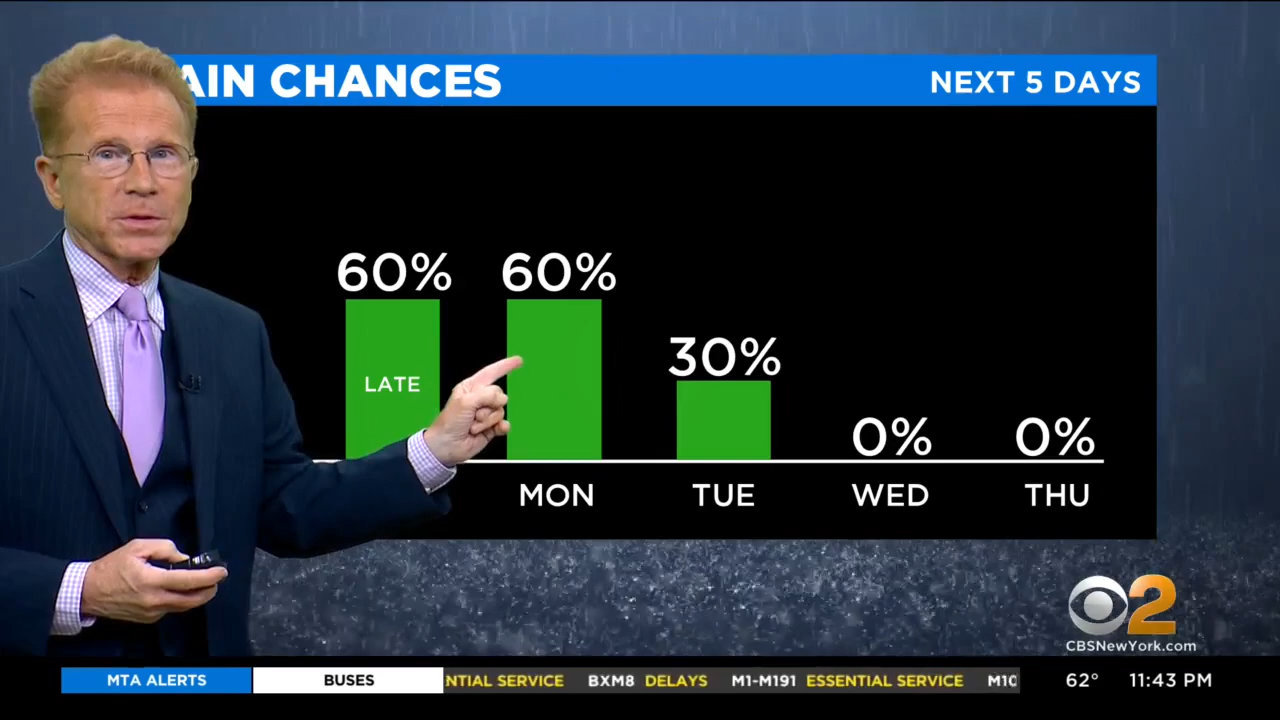 AIN CHANCES
NEXT 5 DAYS
60% 60% 30% 0% 0%
LATE
MON TUE WED THU
2
CBSNewYork.com
MTA ALERTS BUSES NTIAL SERVICE BXM8 DELAYS M1-M191 ESSENTIAL SERVICE M10 62° 11:43 PM